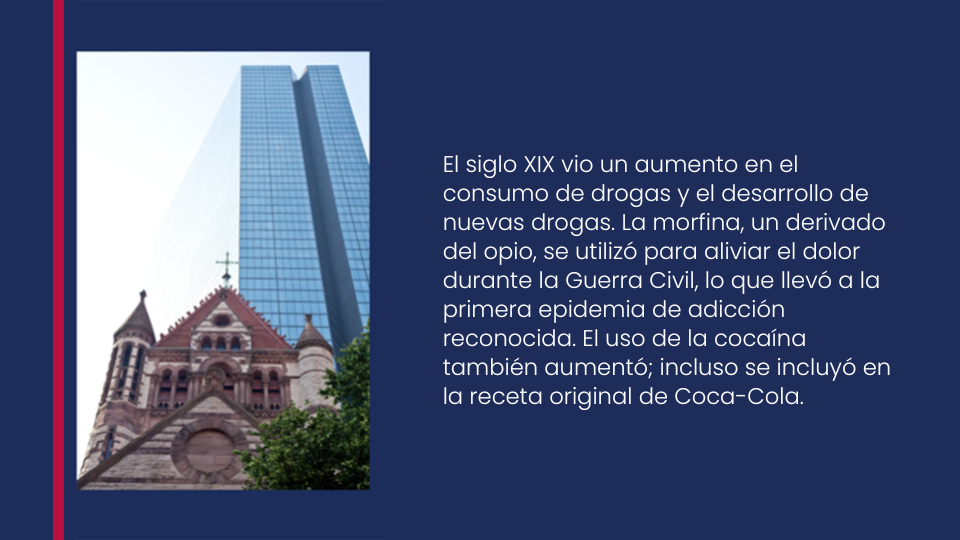 El siglo XIX vio un aumento en el
consumo de drogas y el desarrollo de
nuevas drogas. La morfina, un derivado
del opio, se utilizó para aliviar el dolor
durante la Guerra Civil, lo que llevó a la
primera epidemia de adicción
reconocida. El uso de la cocaína
también aumentó; incluso se incluyó en
la receta original de Coca-Cola.